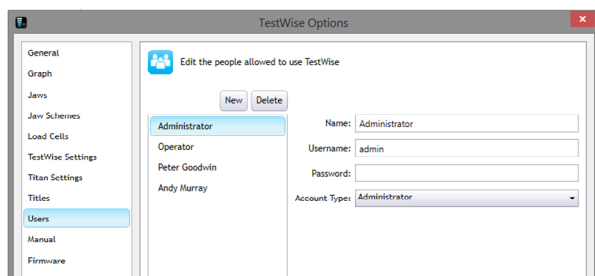 TestWise Options
General
Graph
Jaws
Jaw Schemes
Load Cells
TestWise Settings
Titan Settings
Titles
Users
Manual
Firmware
Edit the people allowed to use TestWise
New Delete
Administrator
Operator
Peter Goodwin
Andy Murray
Name: Administrator
Username: admin
Password:
Account Type: Administrator